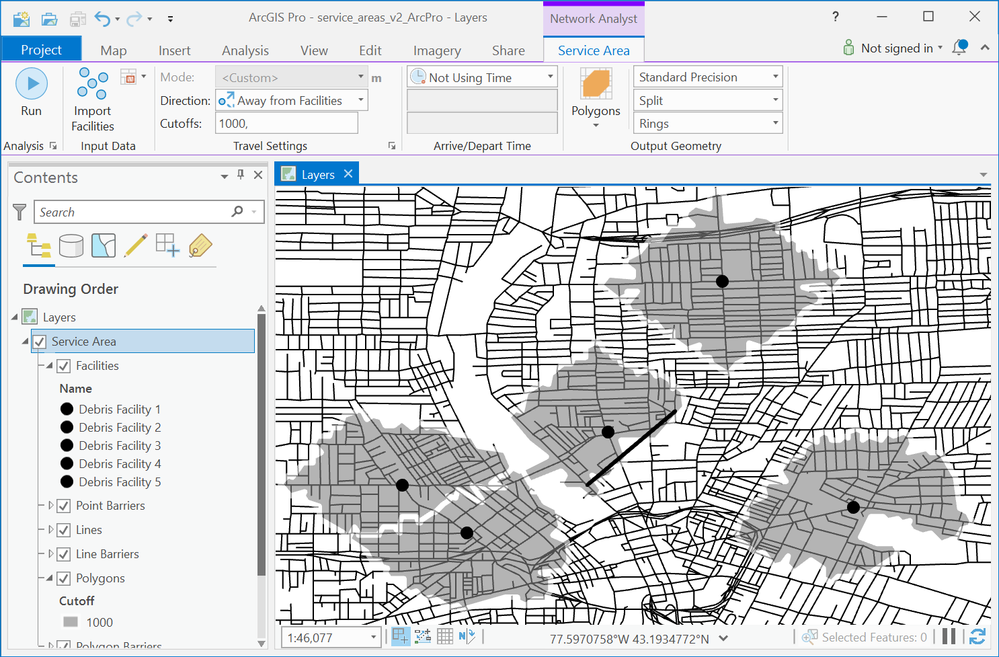 ArcGIS Pro - service_areas_v2_ArcPro - Layers
Network Analyst
?
Project
Map
Insert
Analysis
View
Edit
Imagery
Share
Service Area
Not signed in
Run
Import
Facilities
Mode:
<Custom>
m
Direction:
Away from Facilities
Cutoffs:
1000,
Not Using Time
Polygons
Standard Precision
Split
Rings
Analysis
Input Data
Travel Settings
Arrive/Depart Time
Output Geometry
Contents
Layers
Search
Drawing Order
Layers
Service Area
Facilities
Name
Debris Facility 1
Debris Facility 2
Debris Facility 3
Debris Facility 4
Debris Facility 5
Point Barriers
Lines
Line Barriers
Polygons
Cutoff
1000
Polygon Barriers
1:46,077
N
77.5970758°W 43.1934772°N
Selected Features: 0